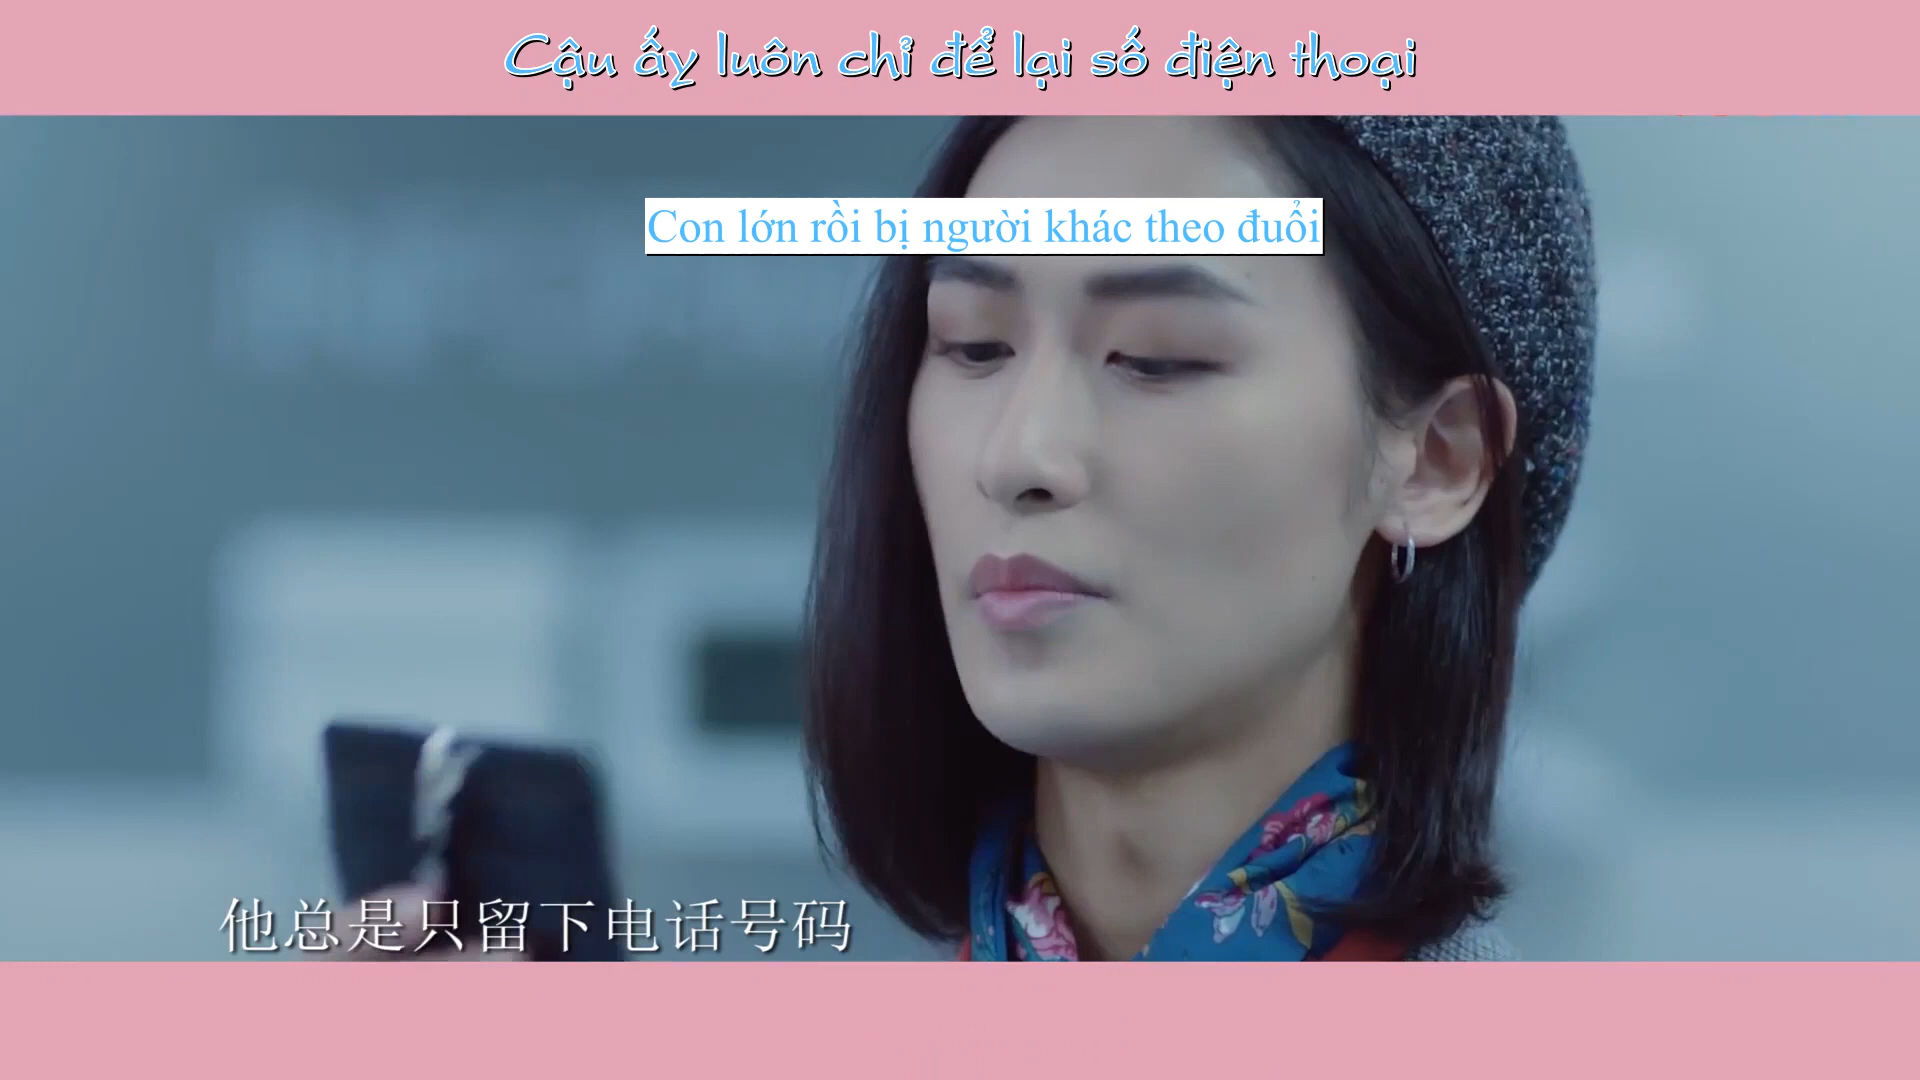 Cậu ấy luôn chỉ để lại số điện thoại
Con lớn rồi bị người khác theo đuổi
他总是只留下电话号码